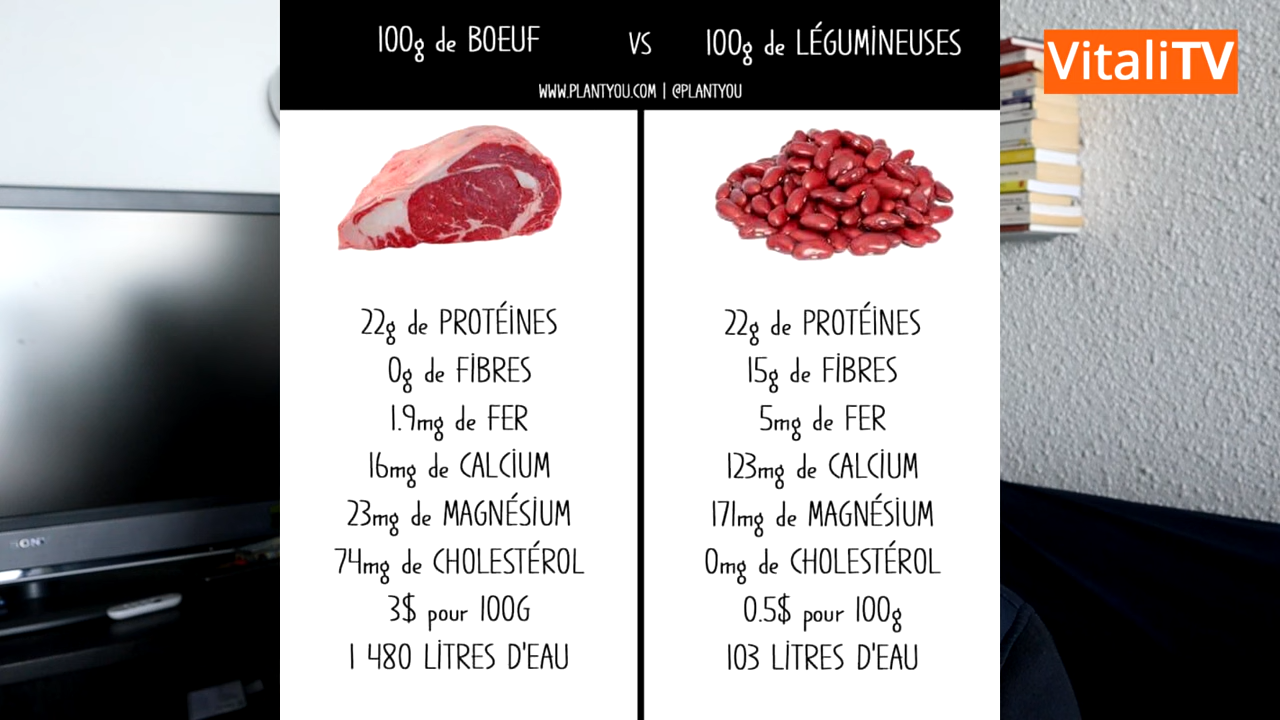 100g de BOEUF VS 100g de LÉGUMINEUSES
WWW.PLANTYOU.COM | @PLANTYOU
VitaliTV
22g de PROTÉINES
0g de FIBRES
1.9mg de FER
16mg de CALCIUM
23mg de MAGNÉSIUM
74mg de CHOLESTÉROL
3$ pour 100G
1 480 LITRES D'EAU
22g de PROTÉINES
15g de FIBRES
5mg de FER
123mg de CALCIUM
171mg de MAGNÉSIUM
0mg de CHOLESTÉROL
0.5$ pour 100g
103 LITRES D'EAU